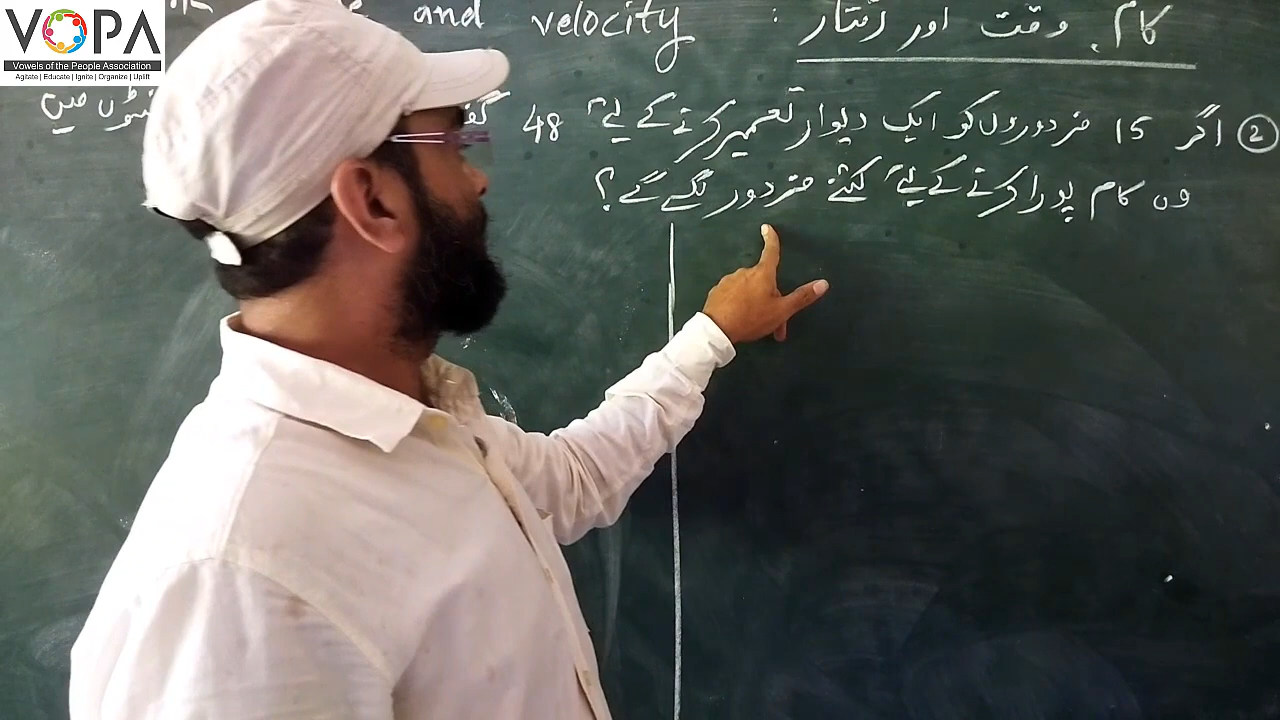 VOPA
Vowels of the People Association
Agitate | Educate | Ignite | Organize | Uplift
and velocity : کام، وقت اور رفتار
② اگر 15 مزدوروں کو ایک دیوار تعمیر کرنے کے لیے 48 میں
وہ کام پورا کرنے کے لیے کتنے مزدور لگے گے؟